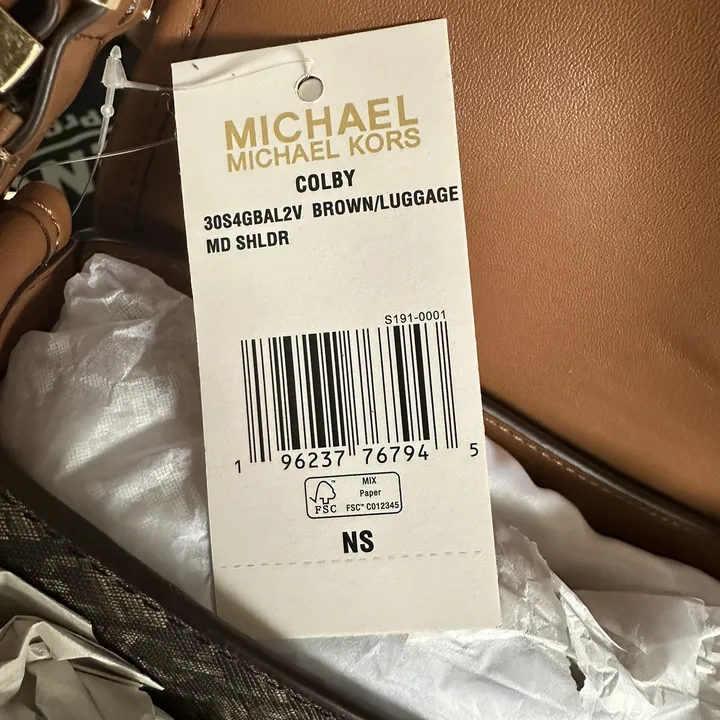 MICHAEL
MICHAEL KORS
COLBY
30S4GBAL2V BROWN/LUGGAGE
MD SHLDR
S191-0001
1 96237 76794 5
FSC
MIX
Paper
FSC™ C012345
NS